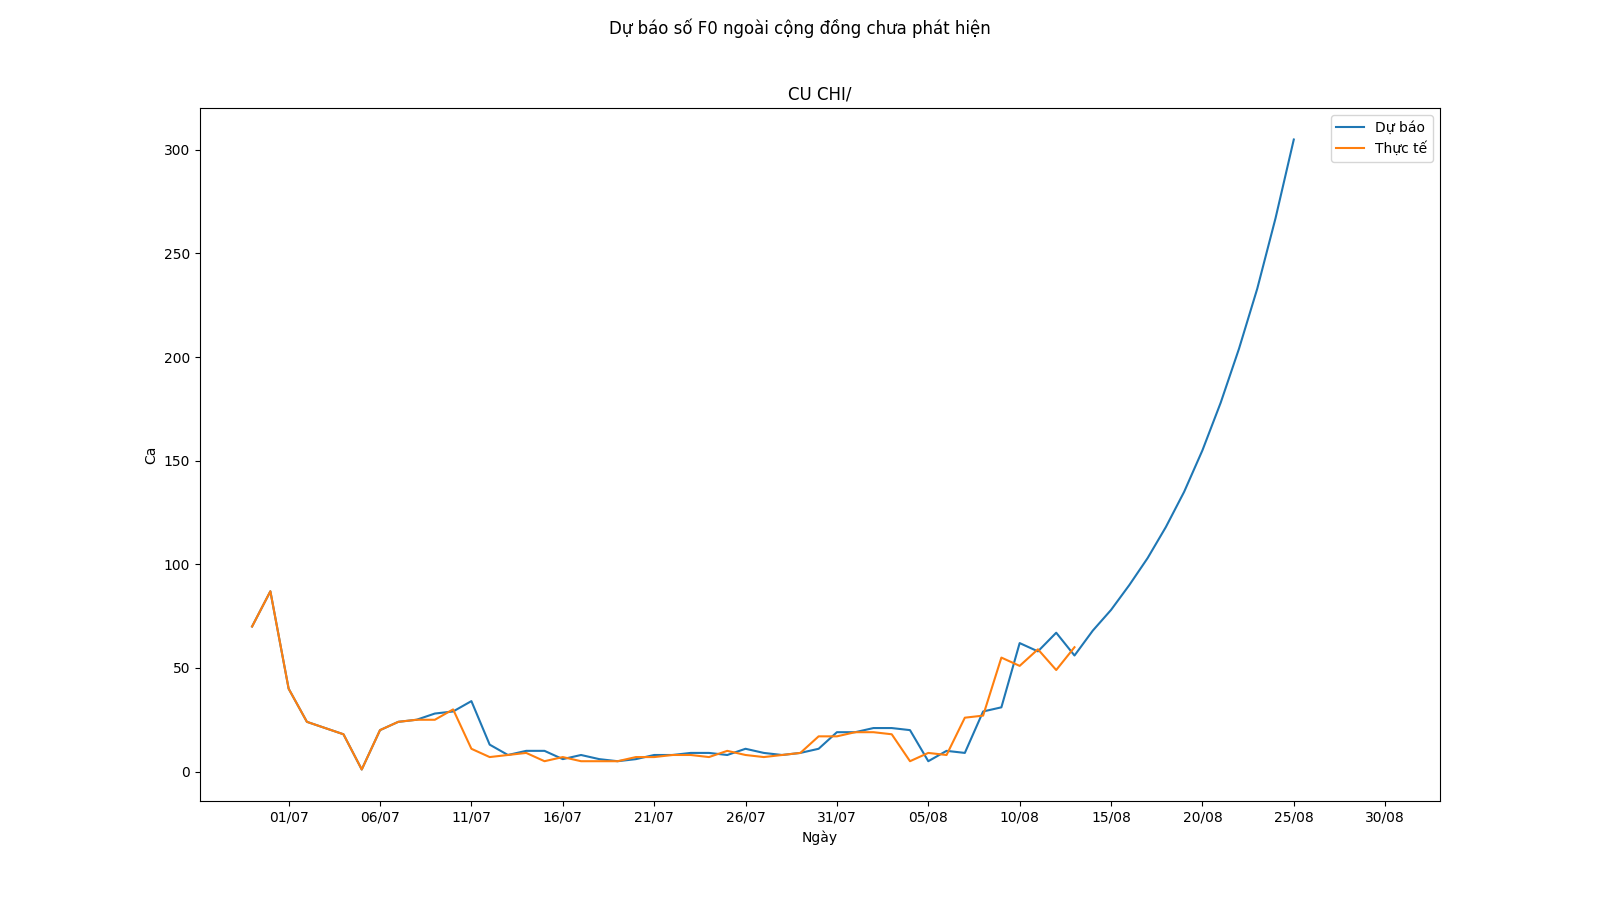 Dự báo số F0 ngoài cộng đồng chưa phát hiện
CU CHI/
Dự báo
Thực tế
300
250
200
150
100
50
0
Ca
01/07 06/07 11/07 16/07 21/07 26/07 31/07 05/08 10/08 15/08 20/08 25/08 30/08
Ngày